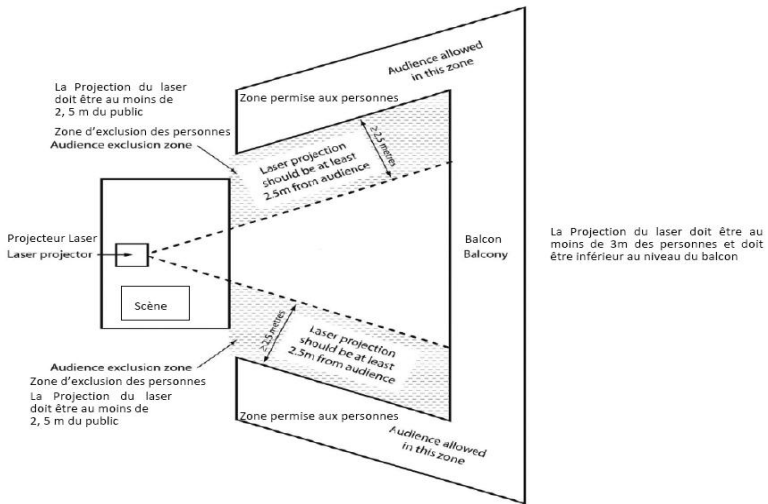 Audience allowed
in this zone
La Projection du laser
doit être au moins de
2, 5 m du public
Zone permise aux personnes
Zone d'exclusion des personnes
Audience exclusion zone
Laser projection
should be at least
2.5m from audience
≥2.5 metres
Projecteur Laser
Laser projector
Balcon
Balcony
La Projection du laser doit être au
moins de 3m des personnes et doit
être inférieur au niveau du balcon
Scène
≥2.5 metres
Laser projection
should be at least
2.5m from audience
Audience exclusion zone
Zone d'exclusion des personnes
La Projection du laser
doit être au moins de
2, 5 m du public
Zone permise aux personnes
Audience allowed
in this zone